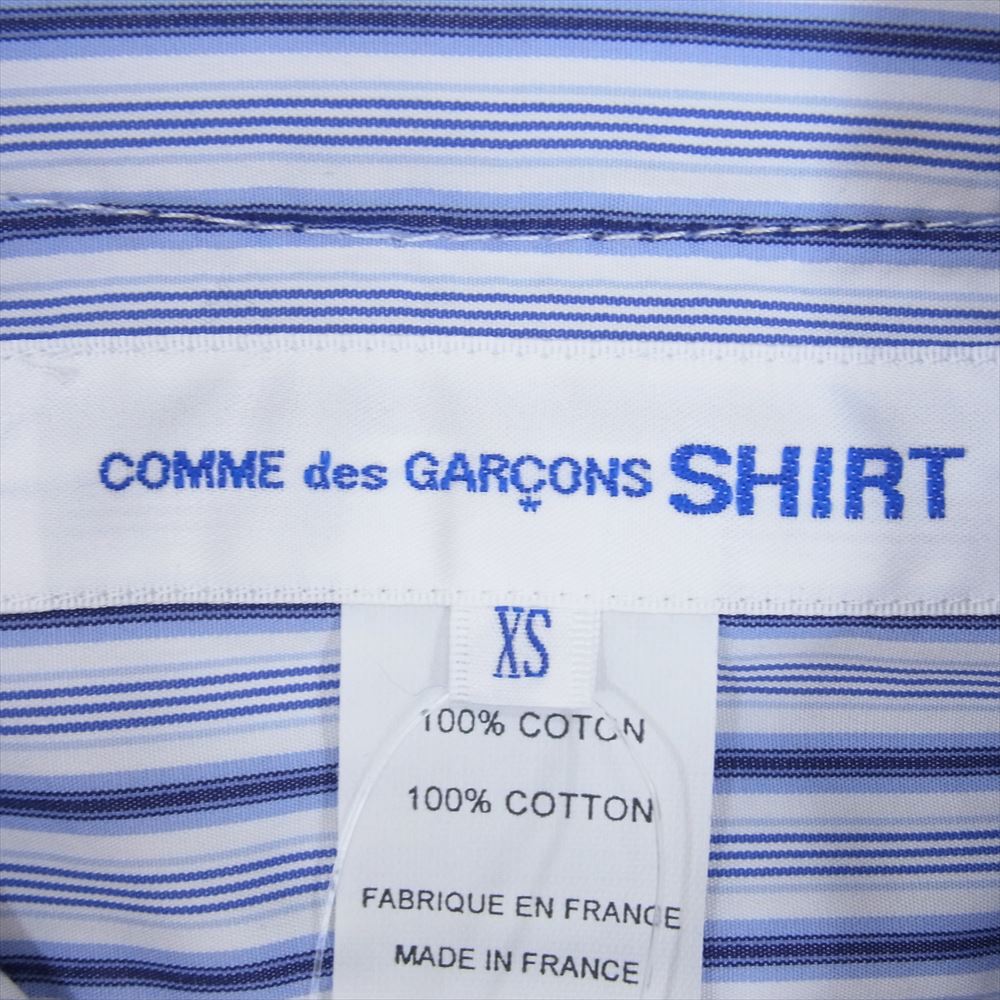 COMME des GARÇONS SHIRT
XS
100% COTON
100% COTTON
FABRIQUE EN FRANCE
MADE IN FRANCE